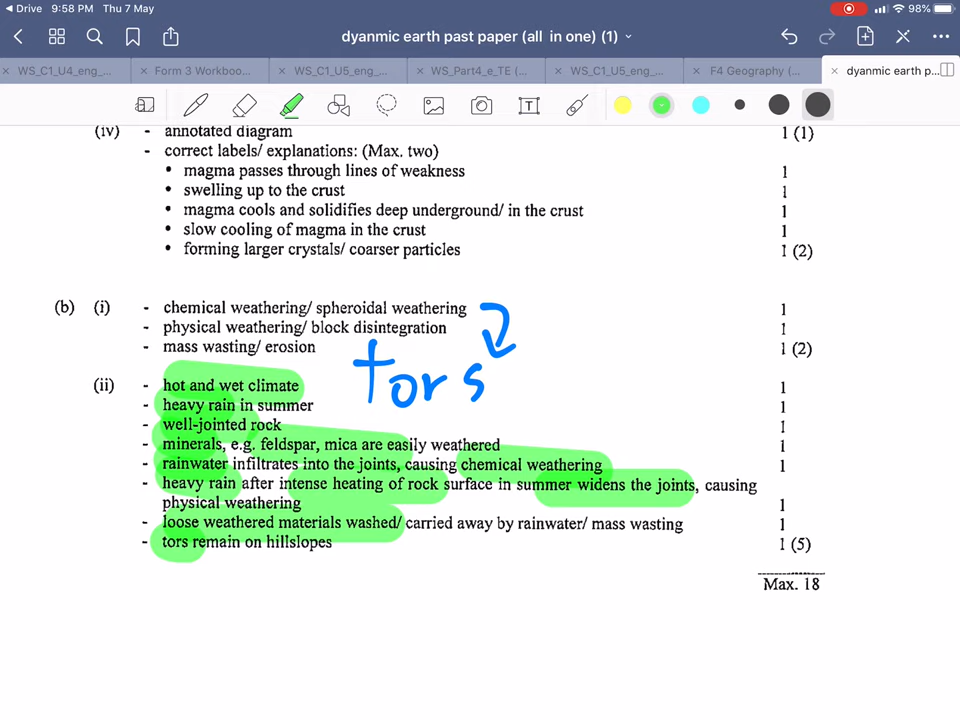 Drive 9:58 PM Thu 7 May 98%
dyanmic earth past paper (all in one) (1)
WS_C1_U4_eng_... Form 3 Workboo... WS_C1_U5_eng_... WS_Part4_e_TE (... WS_C1_U5_eng_... F4 Geography (... dyanmic earth p...
T
(iv) - annotated diagram 1 (1)
- correct labels/ explanations: (Max. two)
• magma passes through lines of weakness 1
• swelling up to the crust 1
• magma cools and solidifies deep underground/ in the crust 1
• slow cooling of magma in the crust 1
• forming larger crystals/ coarser particles 1 (2)
(b) (i) - chemical weathering/ spheroidal weathering 1
- physical weathering/ block disintegration 1
- mass wasting/ erosion 1 (2)
tors
(ii) - hot and wet climate 1
- heavy rain in summer 1
- well-jointed rock 1
- minerals, e.g. feldspar, mica are easily weathered 1
- rainwater infiltrates into the joints, causing chemical weathering 1
- heavy rain after intense heating of rock surface in summer widens the joints, causing
physical weathering 1
- loose weathered materials washed/ carried away by rainwater/ mass wasting 1
- tors remain on hillslopes 1 (5)
Max. 18